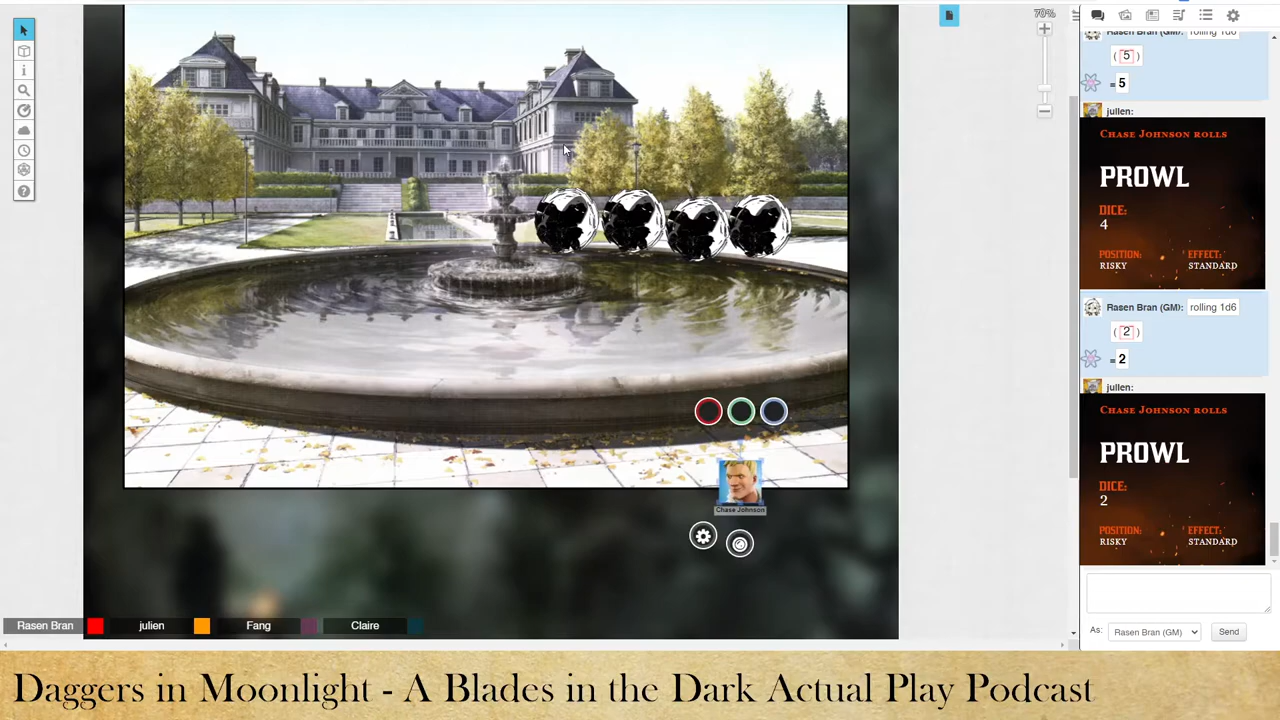 70%
Rasen Bran (GM): rolling 1d6
( 5 )
= 5
julien:
CHASE JOHNSON ROLLS
PROWL
DICE:
4
POSITION: EFFECT:
RISKY STANDARD
Rasen Bran (GM): rolling 1d6
( 2 )
= 2
julien:
CHASE JOHNSON ROLLS
PROWL
DICE:
2
POSITION: EFFECT:
RISKY STANDARD
Chase Johnson
Rasen Bran julien Fang Claire
As: Rasen Bran (GM) Send
Daggers in Moonlight - A Blades in the Dark Actual Play Podcast